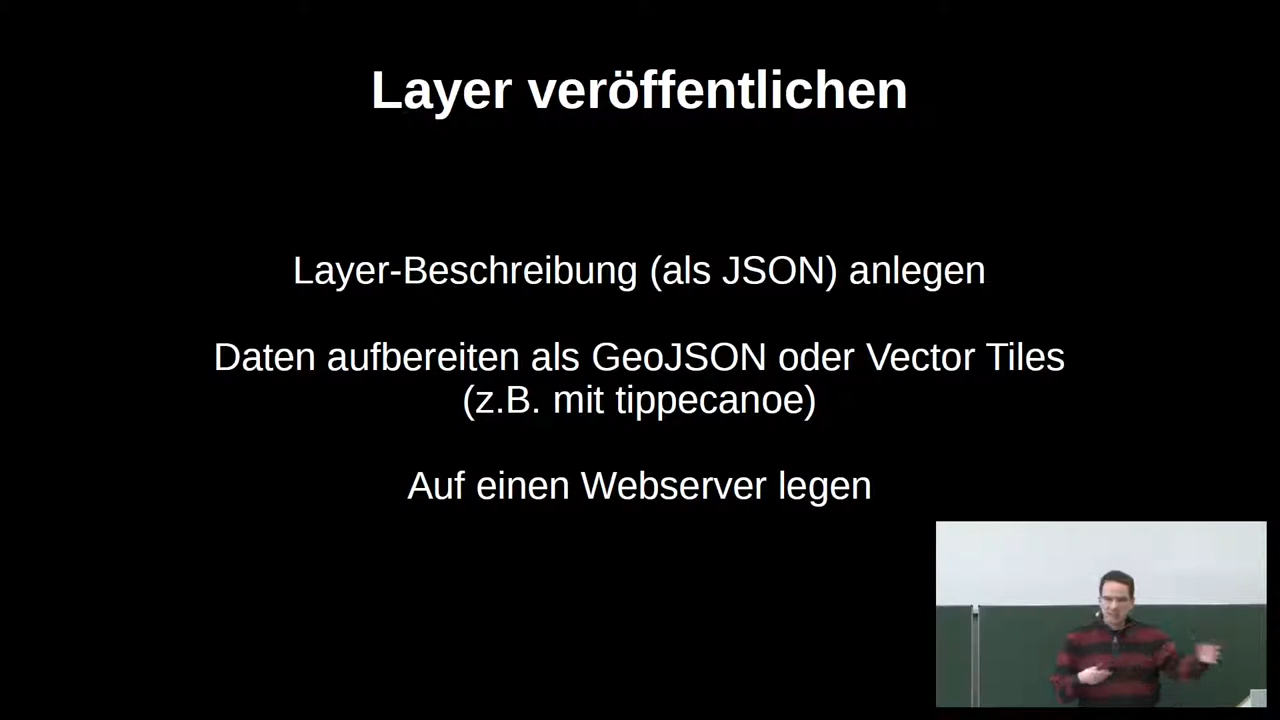 Layer veröffentlichen
Layer-Beschreibung (als JSON) anlegen
Daten aufbereiten als GeoJSON oder Vector Tiles
(z.B. mit tippecanoe)
Auf einen Webserver legen